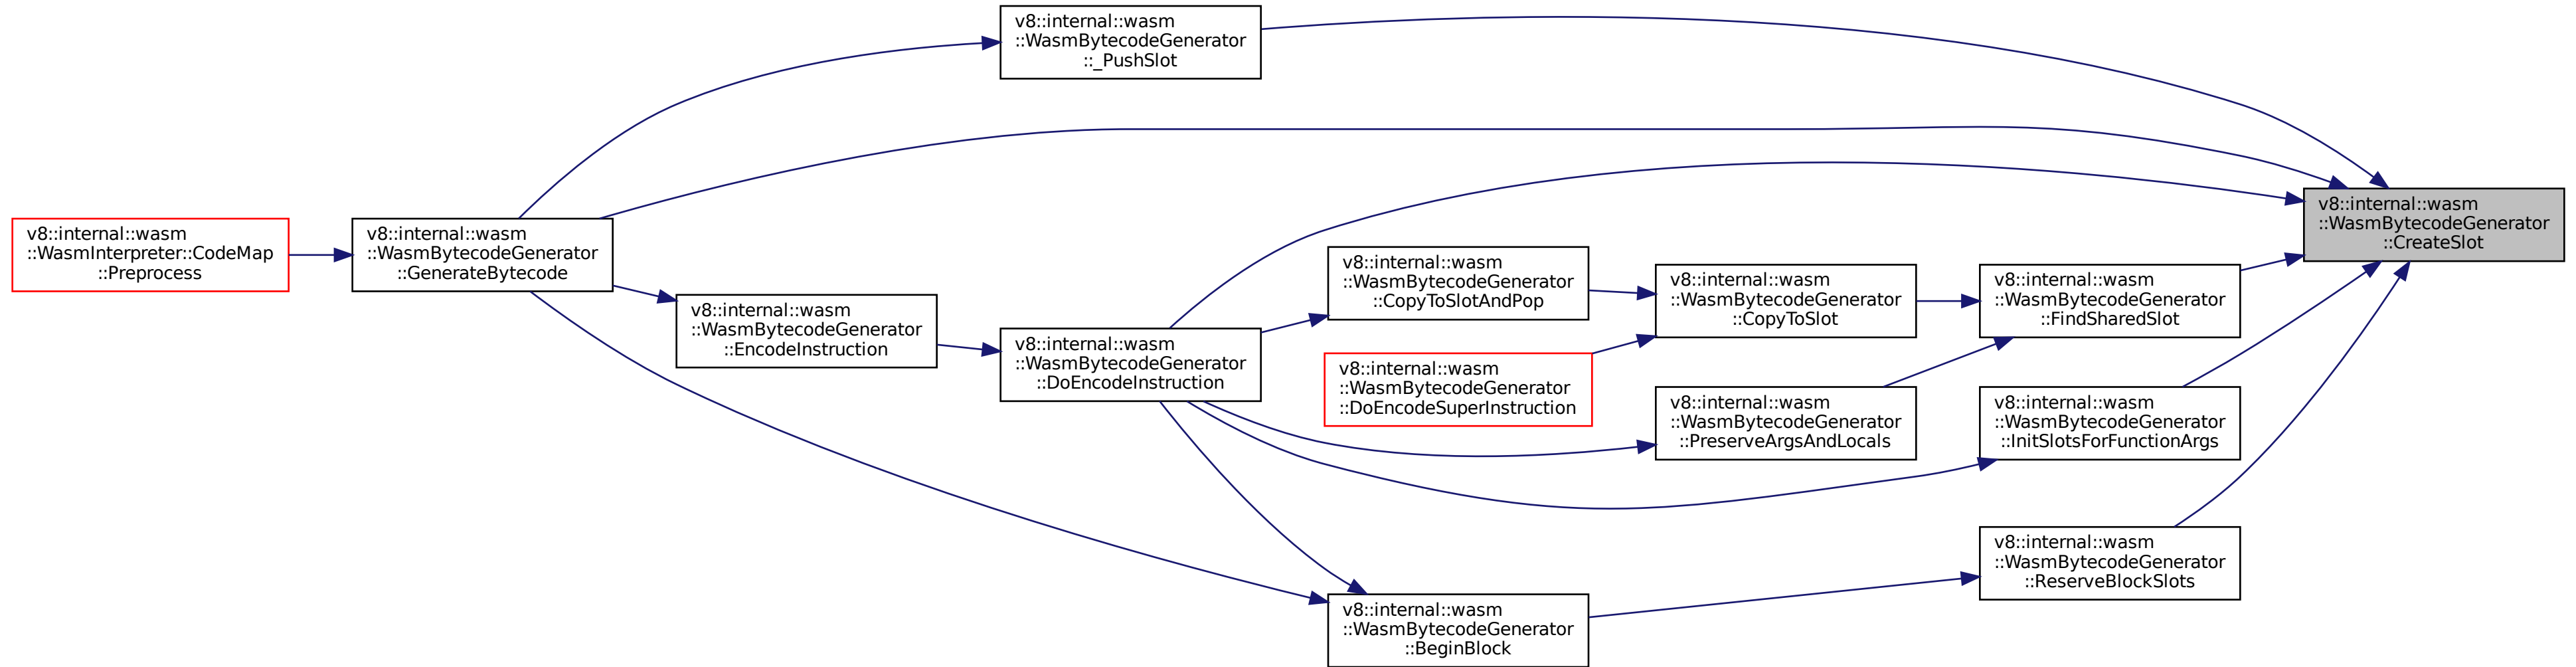 v8::internal::wasm
::WasmBytecodeGenerator
::_PushSlot
v8::internal::wasm
::WasmBytecodeGenerator
::CreateSlot
v8::internal::wasm
::WasmInterpreter::CodeMap
::Preprocess
v8::internal::wasm
::WasmBytecodeGenerator
::GenerateBytecode
v8::internal::wasm
::WasmBytecodeGenerator
::CopyToSlotAndPop
v8::internal::wasm
::WasmBytecodeGenerator
::CopyToSlot
v8::internal::wasm
::WasmBytecodeGenerator
::FindSharedSlot
v8::internal::wasm
::WasmBytecodeGenerator
::EncodeInstruction
v8::internal::wasm
::WasmBytecodeGenerator
::DoEncodeInstruction
v8::internal::wasm
::WasmBytecodeGenerator
::DoEncodeSuperInstruction
v8::internal::wasm
::WasmBytecodeGenerator
::PreserveArgsAndLocals
v8::internal::wasm
::WasmBytecodeGenerator
::InitSlotsForFunctionArgs
v8::internal::wasm
::WasmBytecodeGenerator
::ReserveBlockSlots
v8::internal::wasm
::WasmBytecodeGenerator
::BeginBlock